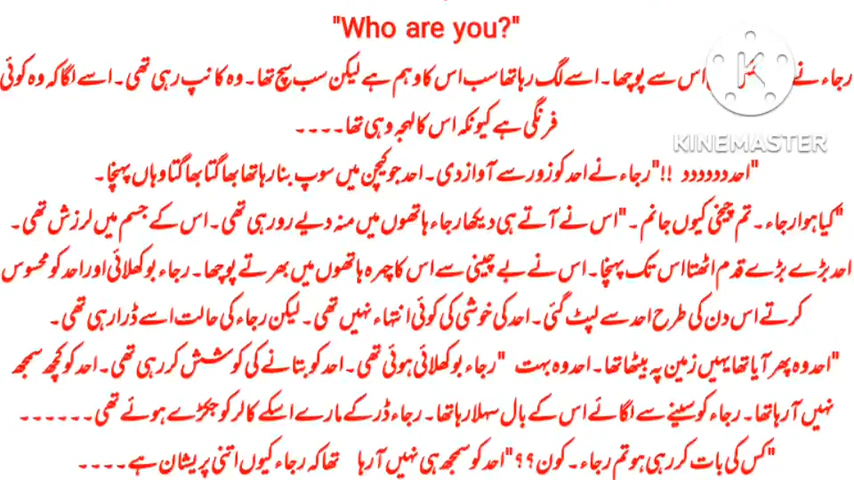 "Who are you?"
رجاء نے اس سے پوچھا۔ اسے لگ رہا تھا سب اس کا وہم ہے لیکن سب سچ تھا۔ وہ کانپ رہی تھی۔ اسے لگا کہ وہ کوئی
فرنگی ہے کیونکہ اس کا لہجہ وہی تھا۔۔۔۔
"احدددددد !!" رجاء نے احد کو زور سے آواز دی۔ احد جو کیچن میں سوپ بنا رہا تھا بھاگتا بھاگتا وہاں پہنچا۔
"کیا ہوا رجاء۔ تم چیخی کیوں جانم۔" اس نے آتے ہی دیکھا رجاء ہاتھوں میں منہ دیے رو رہی تھی۔ اس کے جسم میں لرزش تھی۔
احد بڑے بڑے قدم اٹھتا اس تک پہنچا۔ اس نے بے چینی سے اس کا چہرہ ہاتھوں میں بھرتے پوچھا۔ رجاء بوکھلائی اور احد کو محسوس
کرتے اس دن کی طرح احد سے لپٹ گئی۔ احد کی خوشی کی کوئی انتہاء نہیں تھی۔ لیکن رجاء کی حالت اسے ڈرا رہی تھی۔
"احد وہ پھر آیا تھا یہیں زمین پہ بیٹھا تھا۔ احد وہ بہت " رجاء بوکھلائی ہوئی تھی۔ احد کو بتانے کی کوشش کر رہی تھی۔ احد کو کچھ سمجھ
نہیں آ رہا تھا۔ رجاء کو سینے سے لگائے اس کے بال سہلا رہا تھا۔ رجاء ڈر کے مارے اسکے کالر کو جکڑے ہوئے تھی۔۔۔۔۔۔
"کس کی بات کر رہی ہو تم رجاء۔ کون؟؟" احد کو سمجھ ہی نہیں آ رہا تھا کہ رجاء کیوں اتنی پریشان ہے۔۔۔۔
KINEMASTER